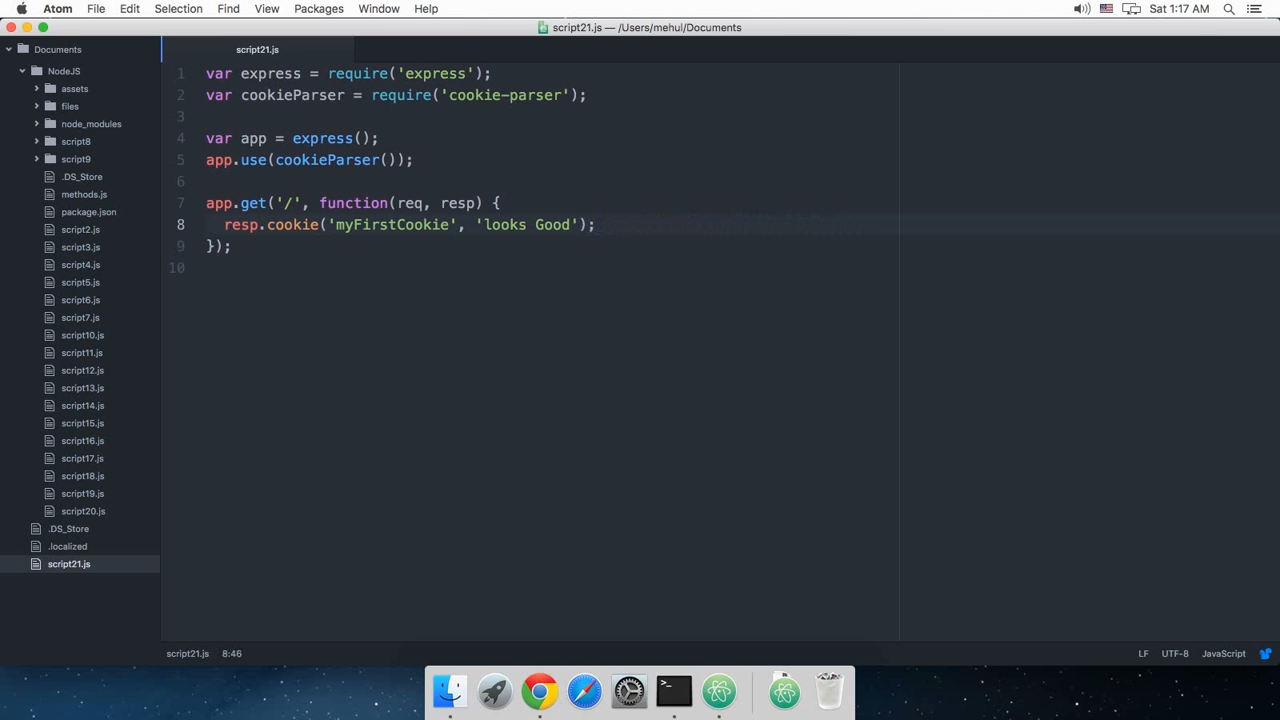 Atom File Edit Selection View Find Packages Window Help Sat 1:17 AM
script21.js — /Users/mehul/Documents
Documents
NodeJS
assets
files
node_modules
script8
script9
.DS_Store
methods.js
package.json
script2.js
script3.js
script4.js
script5.js
script6.js
script7.js
script10.js
script11.js
script12.js
script13.js
script14.js
script15.js
script16.js
script17.js
script18.js
script19.js
script20.js
.DS_Store
.localized
script21.js
script21.js
1 var express = require('express');
2 var cookieParser = require('cookie-parser');
3
4 var app = express();
5 app.use(cookieParser());
6
7 app.get('/', function(req, resp) {
8 resp.cookie('myFirstCookie', 'looks Good');
9 });
10
script21.js 8:46 LF UTF-8 JavaScript
>_